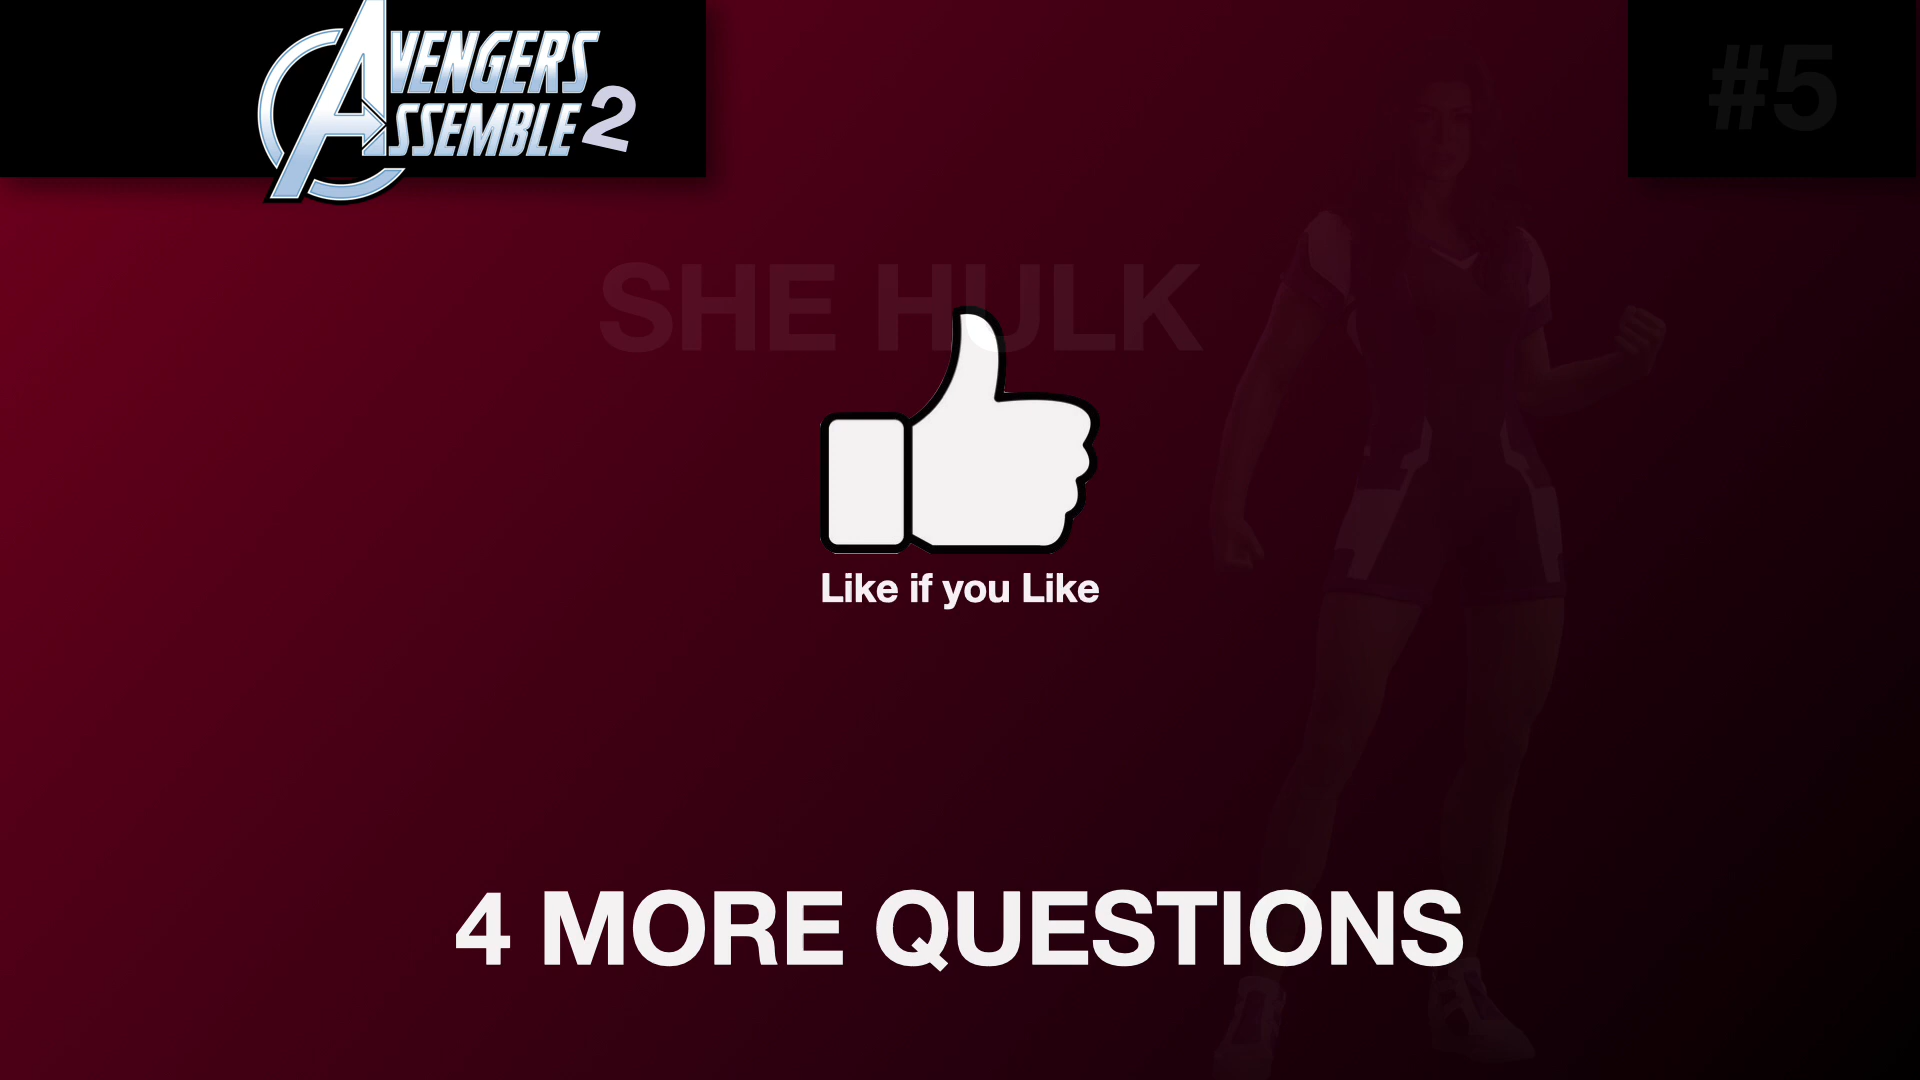 AVENGERS
ASSEMBLE 2
#5
SHE HULK
Like if you Like
4 MORE QUESTIONS